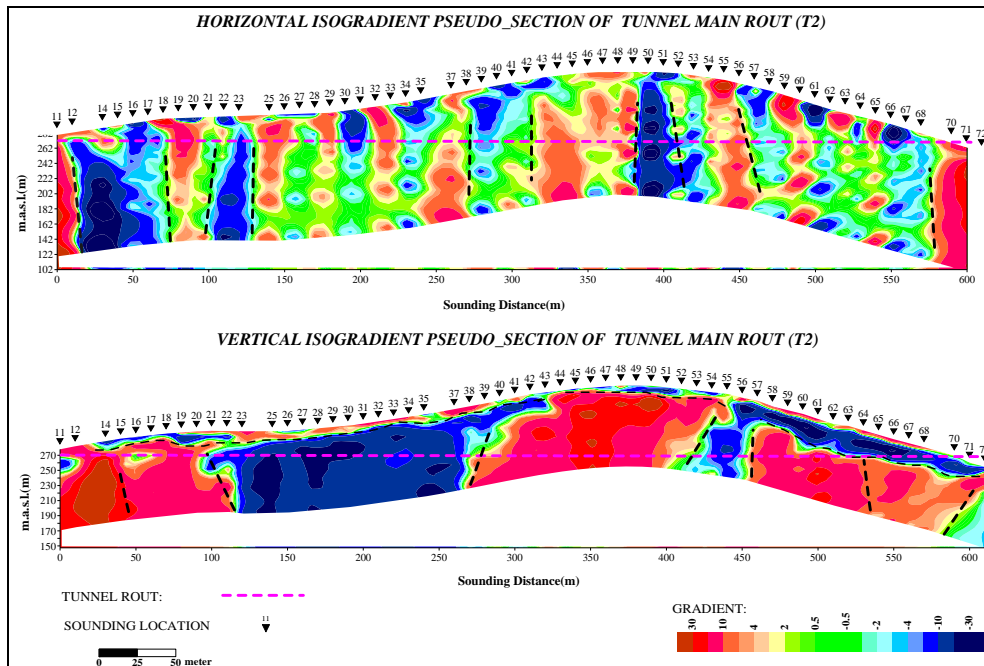 HORIZONTAL ISOGRADIENT PSEUDO_SECTION OF TUNNEL MAIN ROUT (T2)
11 12 14 15 16 17 18 19 20 21 22 23 25 26 27 28 29 30 31 32 33 34 35 37 38 39 40 41 42 43 44 45 46 47 48 49 50 51 52 53 54 55 56 57 58 59 60 61 62 63 64 65 66 67 68 70 71 72
m.a.s.l.(m)
262
242
222
202
182
162
142
122
102
0 50 100 150 200 250 300 350 400 450 500 550 600
Sounding Distance(m)
VERTICAL ISOGRADIENT PSEUDO_SECTION OF TUNNEL MAIN ROUT (T2)
11 12 14 15 16 17 18 19 20 21 22 23 25 26 27 28 29 30 31 32 33 34 35 37 38 39 40 41 42 43 44 45 46 47 48 49 50 51 52 53 54 55 56 57 58 59 60 61 62 63 64 65 66 67 68 70 71
m.a.s.l.(m)
270
250
230
210
190
170
150
0 50 100 150 200 250 300 350 400 450 500 550 600
Sounding Distance(m)
TUNNEL ROUT:
SOUNDING LOCATION 11
0 25 50 meter
GRADIENT:
30 10 4 2 0.5 -0.5 -2 -4 -10 -30